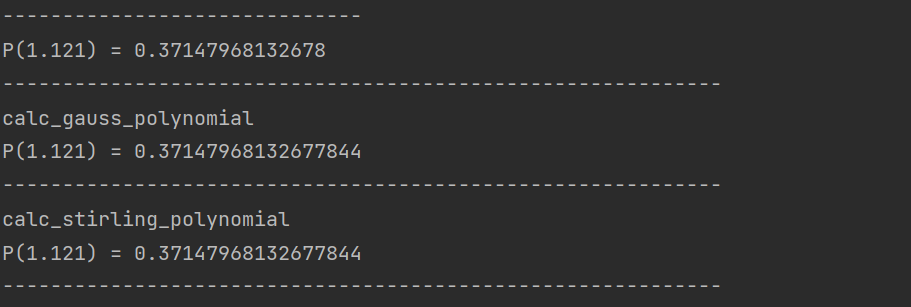 ------------------------------
P(1.121) = 0.37147968132678
------------------------------------------------------------
calc_gauss_polynomial
P(1.121) = 0.37147968132677844
------------------------------------------------------------
calc_stirling_polynomial
P(1.121) = 0.37147968132677844
------------------------------------------------------------